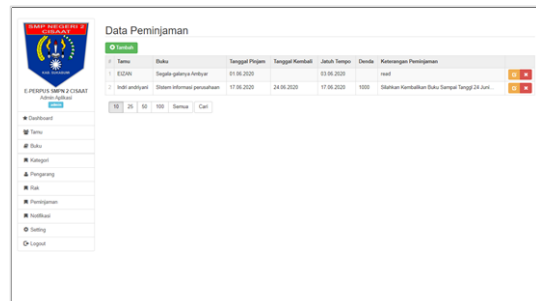 SMP NEGERI 2
CISAAT
KAB. SUKABUMI
E-PERPUS SMPN 2 CISAAT
Admin Aplikasi
Dashboard
Tamu
Buku
Kategori
Pengarang
Rak
Peminjaman
Notifikasi
Setting
Logout
Data Peminjaman
Tambah
# Tamu Buku Tanggal Pinjam Tanggal Kembali Jatuh Tempo Denda Keterangan Peminjaman
1 EIZAN Segala-galanya Ambyar 01.06.2020 03.06.2020 read
2 Indri andriyani Sistem informasi perusahaan 17.06.2020 24.06.2020 17.06.2020 1000 Silahkan Kembalikan Buku Sampai Tanggl 24 Juni ..
10 25 50 100 Semua Cari